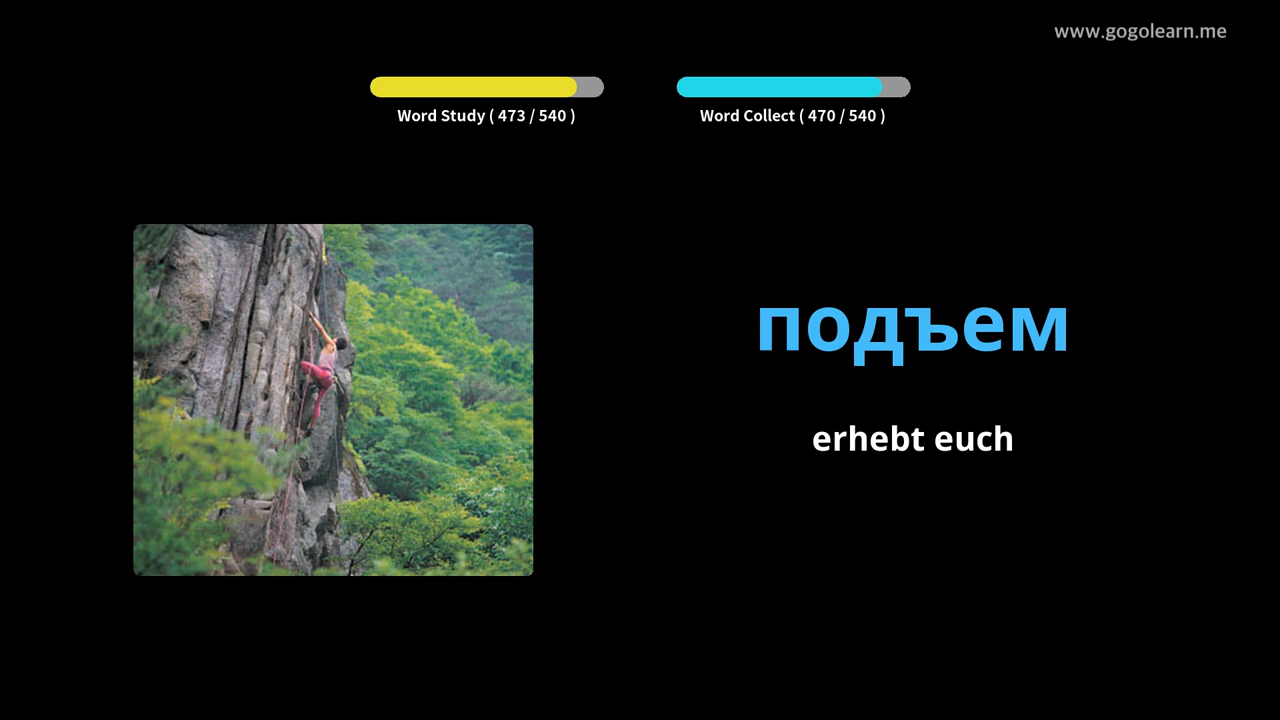 www.gogolearn.me
Word Study ( 473 / 540 )
Word Collect ( 470 / 540 )
подъем
erhebt euch